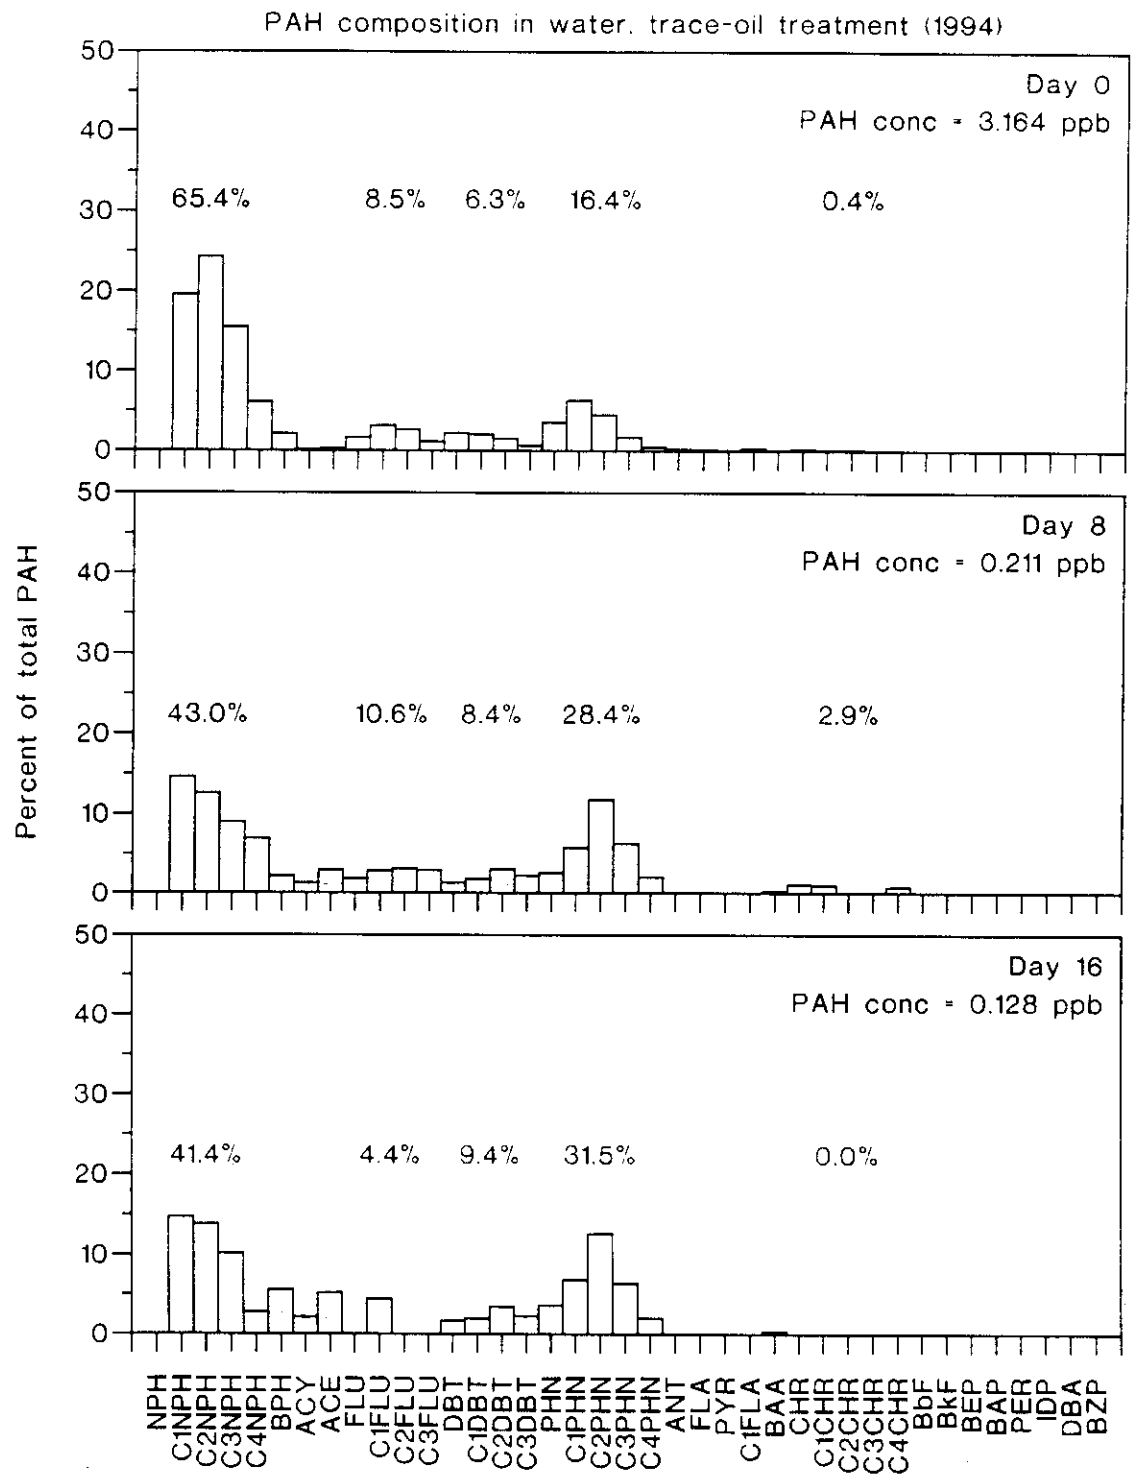 PAH composition in water, trace-oil treatment (1994)
50
40
30
20
10
0
Day 0
PAH conc = 3.164 ppb
65.4% 8.5% 6.3% 16.4% 0.4%
Percent of total PAH
50
40
30
20
10
0
Day 8
PAH conc = 0.211 ppb
43.0% 10.6% 8.4% 28.4% 2.9%
50
40
30
20
10
0
Day 16
PAH conc = 0.128 ppb
41.4% 4.4% 9.4% 31.5% 0.0%
NPH
C1NPH
C2NPH
C3NPH
C4NPH
BPH
ACY
ACE
FLU
C1FLU
C2FLU
C3FLU
DBT
C1DBT
C2DBT
C3DBT
PHN
C1PHN
C2PHN
C3PHN
C4PHN
ANT
FLA
PYR
C1FLA
BAA
CHR
C1CHR
C2CHR
C3CHR
C4CHR
BbF
BkF
BEP
BAP
PER
IDP
DBA
BZP